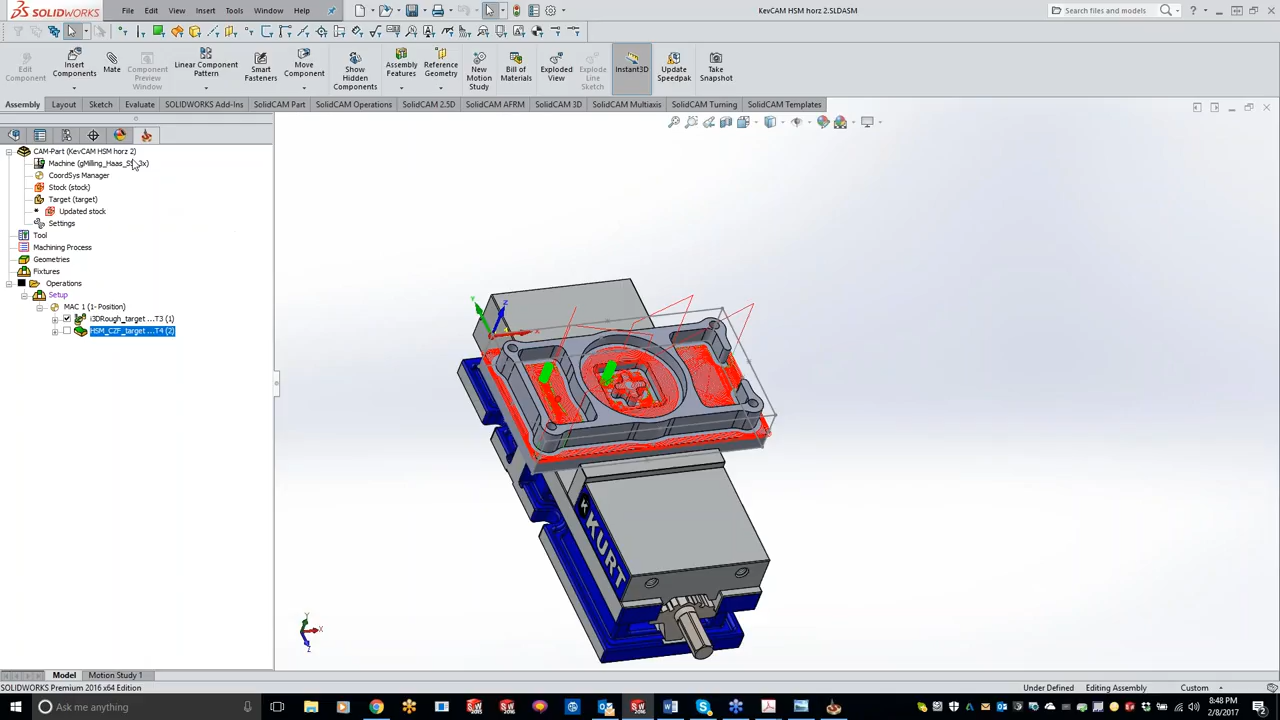 SOLIDWORKS File Edit View Insert Tools Window Help KevCAM HSM horz 2.SLDASM Search files and models
Edit Component
Insert Components
Mate
Component Preview Window
Linear Component Pattern
Smart Fasteners
Move Component
Show Hidden Components
Assembly Features
Reference Geometry
New Motion Study
Bill of Materials
Exploded View
Explode Line Sketch
Instant3D
Update Speedpak
Take Snapshot
Assembly Layout Sketch Evaluate SOLIDWORKS Add-Ins SolidCAM Part SolidCAM Operations SolidCAM 2.5D SolidCAM AFRM SolidCAM 3D SolidCAM Multiaxis SolidCAM Turning SolidCAM Templates
CAM-Part (KevCAM HSM horz 2)
CoordSys Manager
Stock (stock)
Target (target)
Updated stock
Settings
Tool
Machining Process
Geometries
Fixtures
Operations
Setup
MAC 1 (1- Position)
i3DRough_target ...T3 (1)
HSM_CZF_target ...T4 (2)
KURT
Model Motion Study 1
SOLIDWORKS Premium 2016 x64 Edition Under Defined Editing Assembly Custom
Ask me anything
8:48 PM
2/8/2017